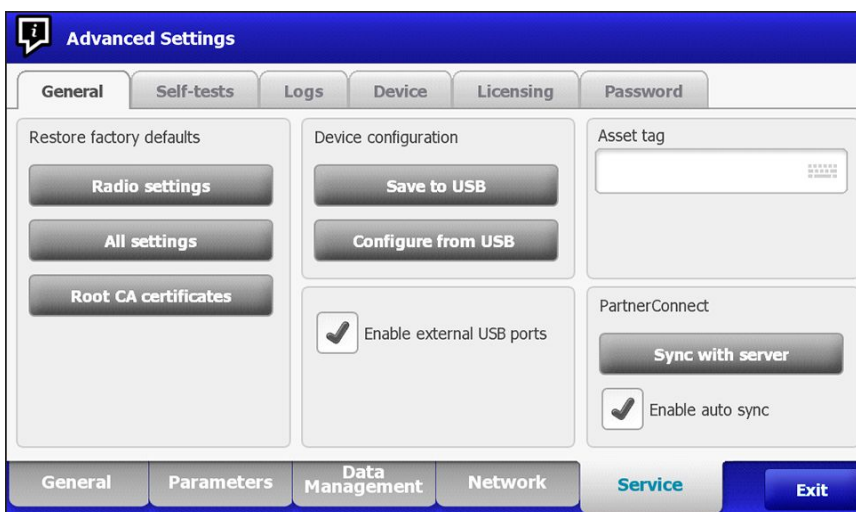 Advanced Settings
General
Self-tests
Logs
Device
Licensing
Password
Restore factory defaults
Radio settings
All settings
Root CA certificates
Device configuration
Save to USB
Configure from USB
Enable external USB ports
Asset tag
PartnerConnect
Sync with server
Enable auto sync
General
Parameters
Data
Management
Network
Service
Exit